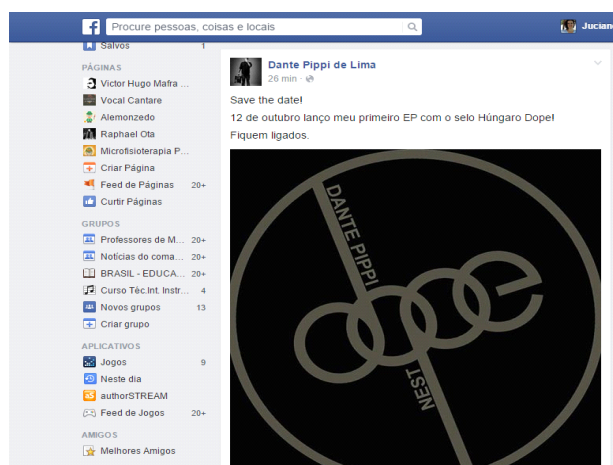 f
Procure pessoas, coisas e locais
Jucian
Salvos 1
PÁGINAS
Victor Hugo Mafra ...
Vocal Cantare
Alemonzedo
Raphael Ota
Microfisioterapia P...
Criar Página
Feed de Páginas 20+
Curtir Páginas
GRUPOS
Professores de M... 20+
Notícias do coma... 20+
BRASIL - EDUCA... 20+
Curso Téc.Int. Instr... 4
Novos grupos 13
Criar grupo
APLICATIVOS
Jogos 9
Neste dia
authorSTREAM
Feed de Jogos 20+
AMIGOS
Melhores Amigos
Dante Pippi de Lima
26 min ·
Save the date!
12 de outubro lanço meu primeiro EP com o selo Húngaro Dope!
Fiquem ligados.
DANTE PIPPI
dope
NEST